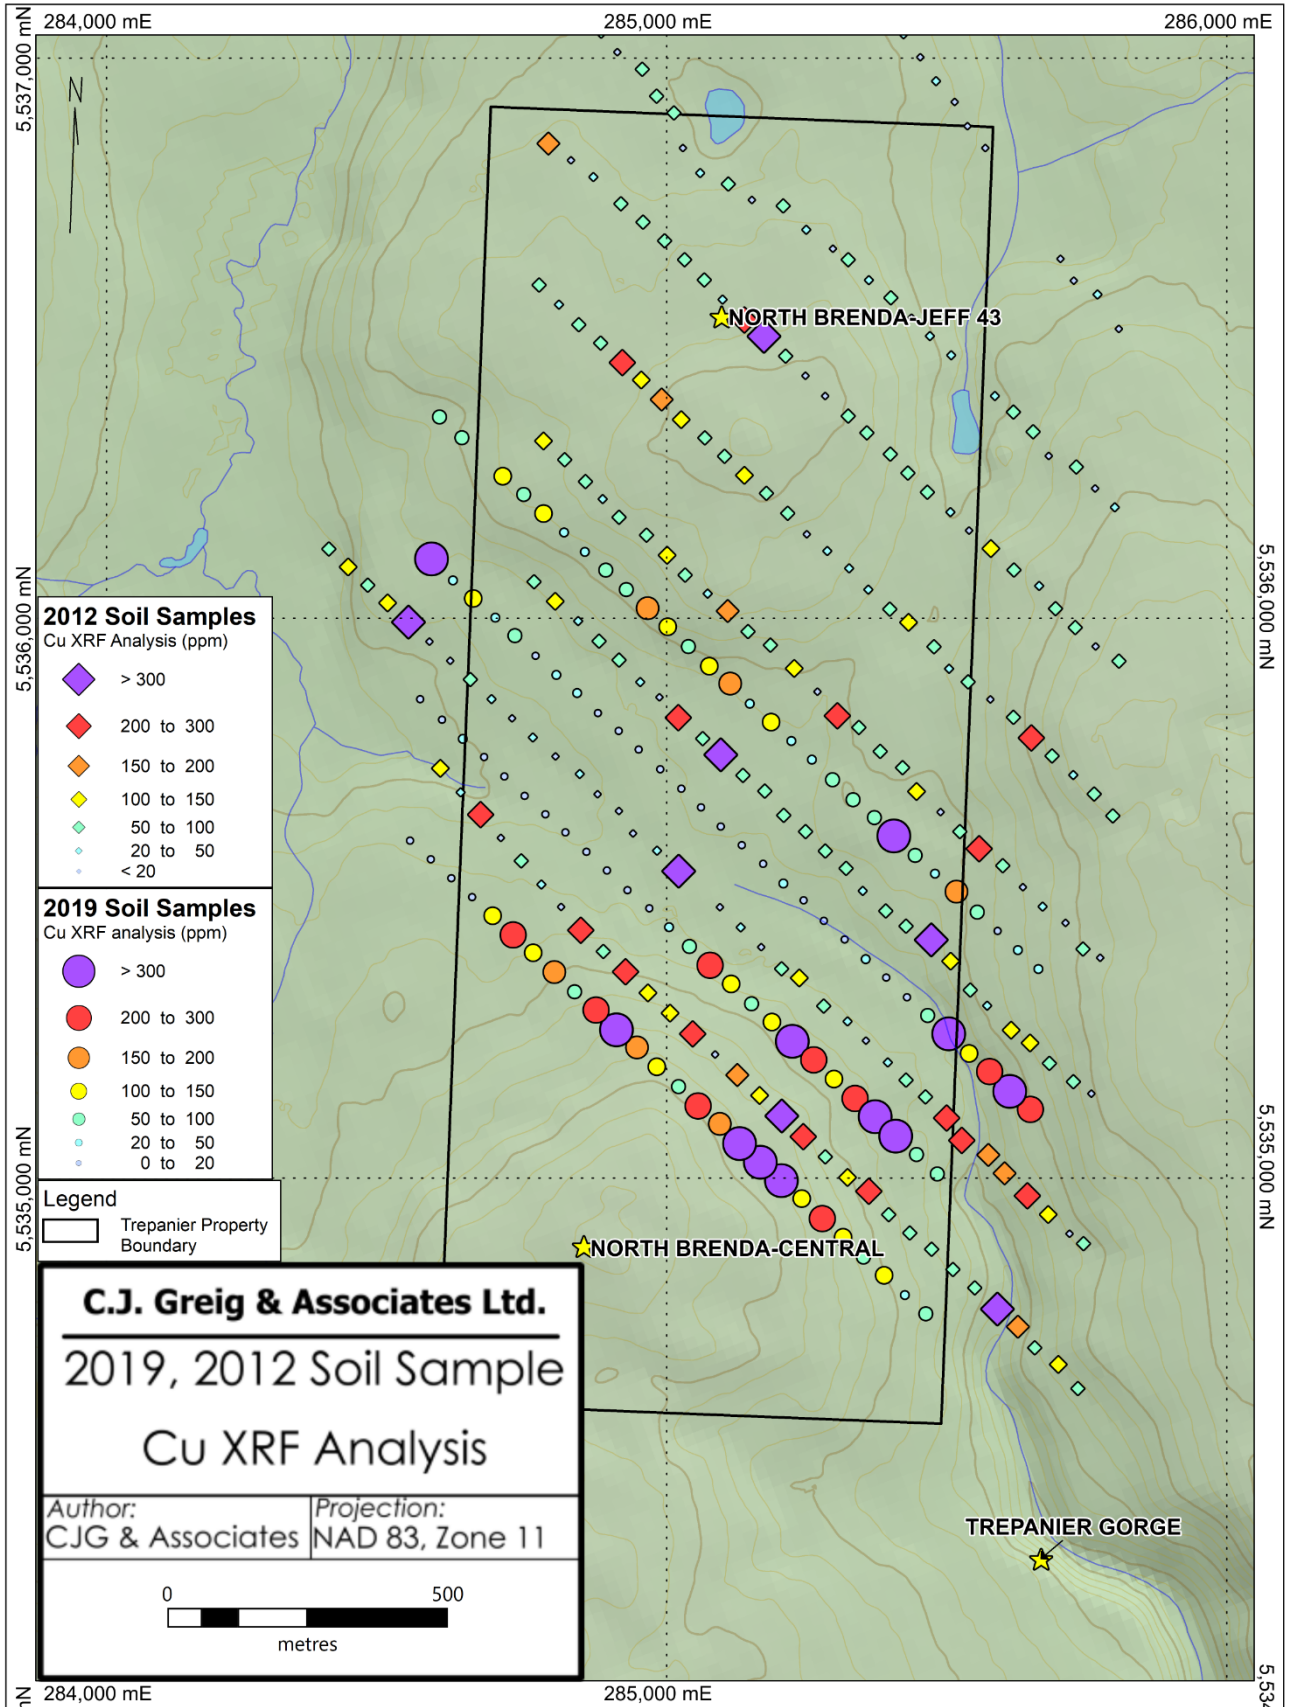 284,000 mE
285,000 mE
286,000 mE
5,537,000 mN
N
NORTH BRENDA-JEFF 43
5,536,000 mN
5,536,000 mN
2012 Soil Samples
Cu XRF Analysis (ppm)
> 300
200 to 300
150 to 200
100 to 150
50 to 100
20 to 50
< 20
2019 Soil Samples
Cu XRF analysis (ppm)
> 300
200 to 300
150 to 200
100 to 150
50 to 100
20 to 50
0 to 20
5,535,000 mN
5,535,000 mN
Legend
Trepanier Property
Boundary
NORTH BRENDA-CENTRAL
C.J. Greig & Associates Ltd.
2019, 2012 Soil Sample
Cu XRF Analysis
Author:
CJG & Associates
Projection:
NAD 83, Zone 11
0 500
metres
TREPANIER GORGE
284,000 mE
285,000 mE